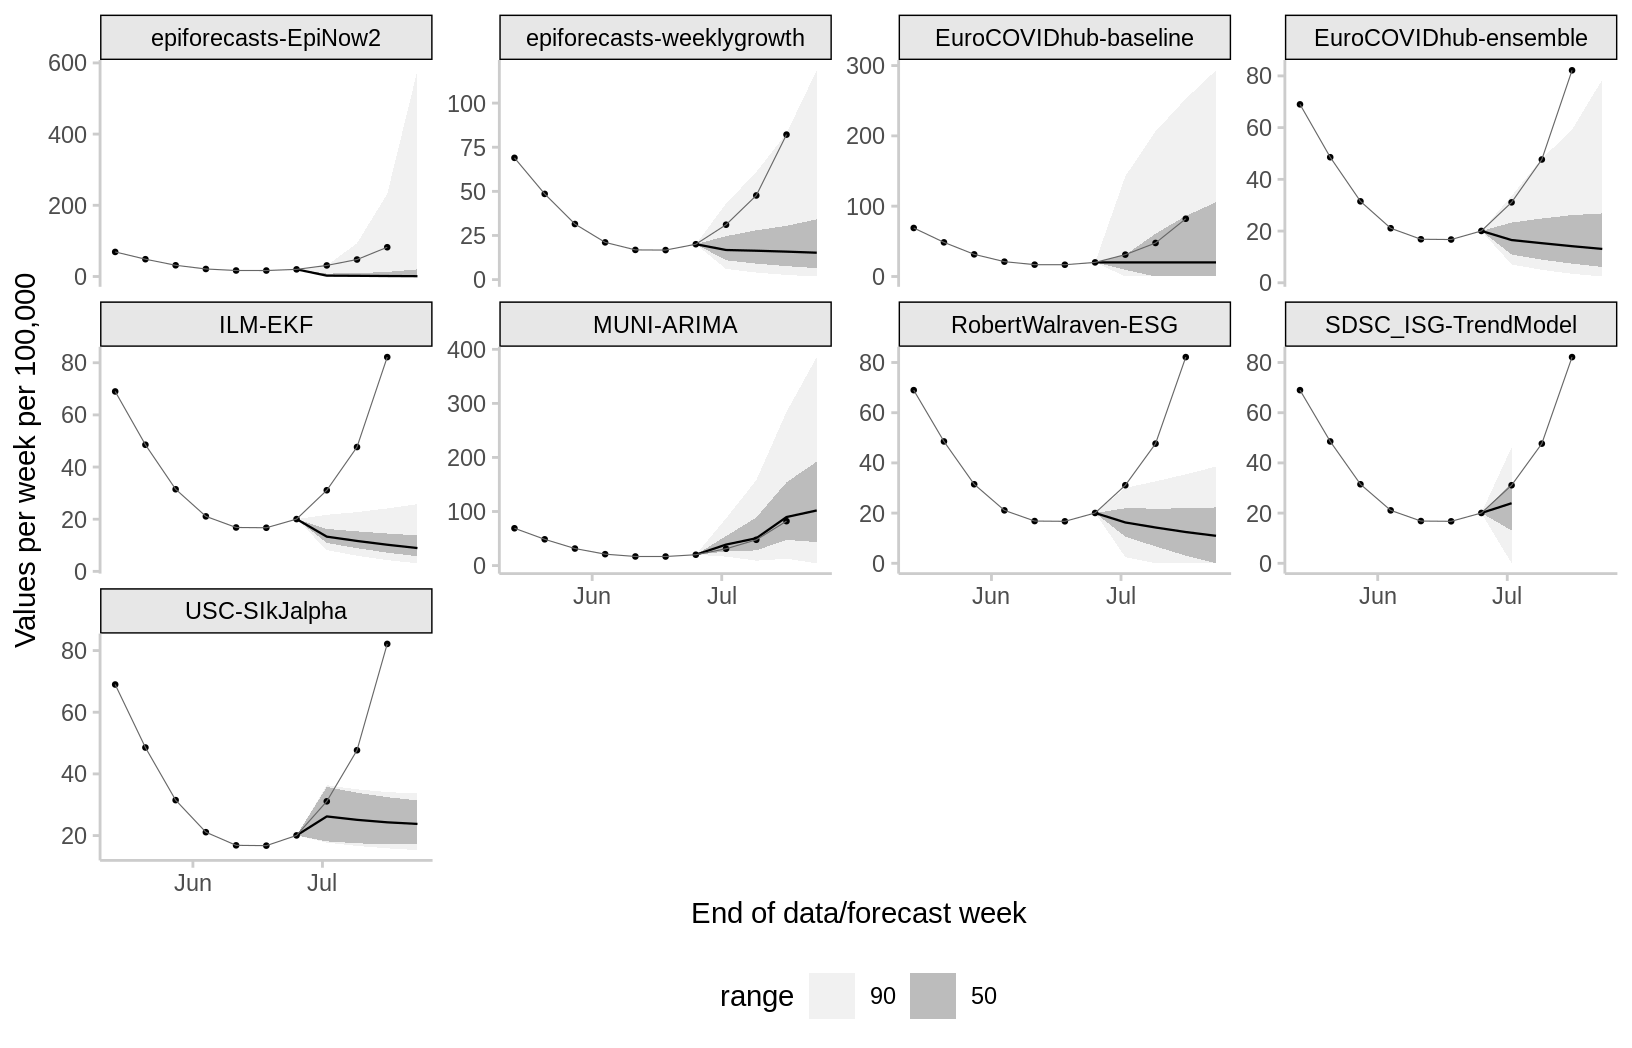 epiforecasts-EpiNow2
epiforecasts-weeklygrowth
EuroCOVIDhub-baseline
EuroCOVIDhub-ensemble
600
400
200
0
100
75
50
25
0
300
200
100
0
80
60
40
20
0
ILM-EKF
MUNI-ARIMA
RobertWalraven-ESG
SDSC_ISG-TrendModel
80
60
40
20
0
400
300
200
100
0
80
60
40
20
0
80
60
40
20
0
Jun Jul
Jun Jul
Jun Jul
USC-SIkJalpha
80
60
40
20
Jun Jul
Values per week per 100,000
End of data/forecast week
range 90 50